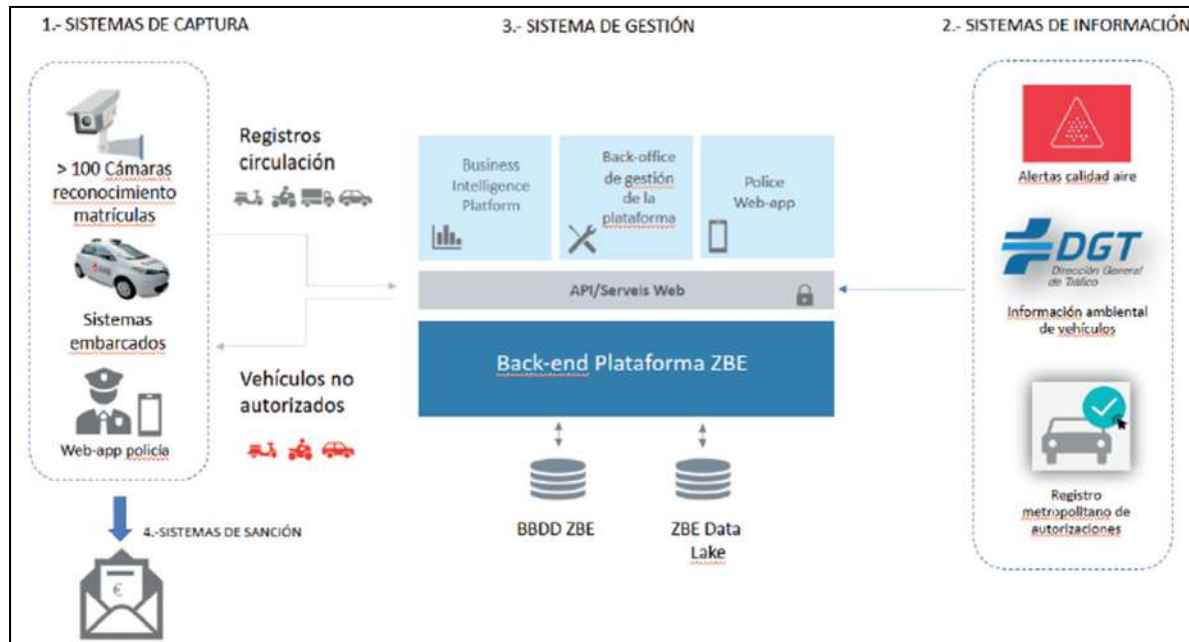 1.- SISTEMAS DE CAPTURA
3.- SISTEMA DE GESTIÓN
2.- SISTEMAS DE INFORMACIÓN
> 100 Cámaras
reconocimiento
matrículas
Sistemas
embarcados
Web-app policía
Registros
circulación
Vehículos no
autorizados
4.-SISTEMAS DE SANCIÓN
€
Business
Intelligence
Platform
Back-office
de gestión
de la
plataforma
Police
Web-app
API/Serveis Web
Back-end Plataforma ZBE
BBDD ZBE
ZBE Data
Lake
Alertas calidad aire
DGT
Dirección General
de Tráfico
Información ambiental
de vehículos
Registro
metropolitano de
autorizaciones